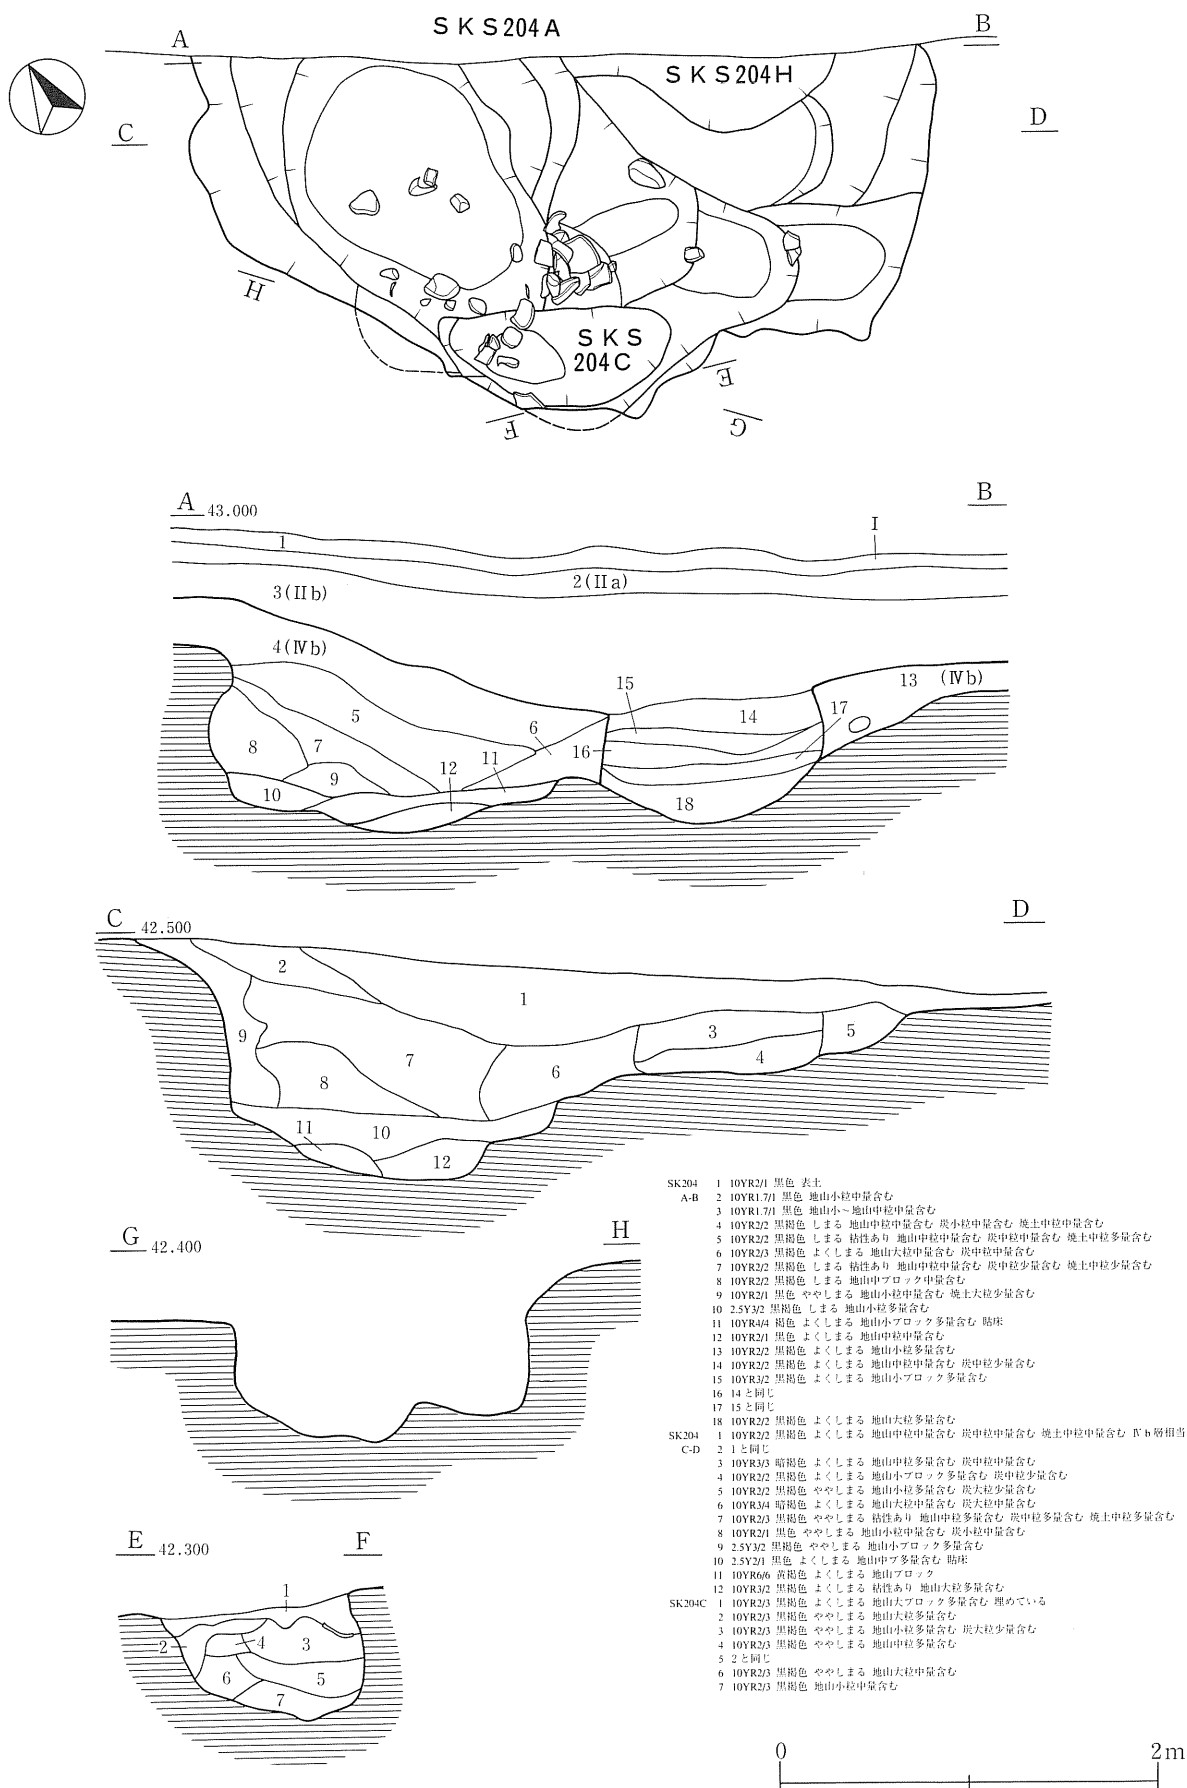 SKS204A
A
B
SKS204H
C
D
H
SKS
204C
E
F
G
A 43.000
B
I
1
2(Ⅱa)
3(Ⅱb)
4(Ⅳb)
13 (Ⅳb)
15
17
14
5
6
16
11
8
7
12
9
10
18
C 42.500
D
2
1
3
5
9
7
4
6
8
11
10
12
G 42.400
H
E 42.300
F
1
2
4
3
6
5
7
SK204 1 10YR2/1 黒色 表土
A-B 2 10YR1.7/1 黒色 地山小粒中量含む
3 10YR1.7/1 黒色 地山小～地山中粒中量含む
4 10YR2/2 黒褐色 しまる 地山中粒中量含む 炭小粒中量含む 焼土中粒中量含む
5 10YR2/2 黒褐色 しまる 粘性あり 地山中粒中量含む 炭中粒中量含む 焼土中粒多量含む
6 10YR2/3 黒褐色 よくしまる 地山大粒中量含む 炭中粒中量含む
7 10YR2/2 黒褐色 しまる 粘性あり 地山中粒中量含む 炭中粒少量含む 焼土中粒少量含む
8 10YR2/2 黒褐色 しまる 地山中ブロック中量含む
9 10YR2/1 黒色 ややしまる 地山小粒中量含む 焼土大粒少量含む
10 2.5Y3/2 黒褐色 しまる 地山小粒多量含む
11 10YR4/4 褐色 よくしまる 地山小ブロック多量含む 貼床
12 10YR2/1 黒色 よくしまる 地山中粒中量含む
13 10YR2/2 黒褐色 よくしまる 地山小粒多量含む
14 10YR2/2 黒褐色 よくしまる 地山中粒中量含む 炭中粒少量含む
15 10YR3/2 黒褐色 よくしまる 地山小ブロック多量含む
16 14と同じ
17 15と同じ
18 10YR2/2 黒褐色 よくしまる 地山大粒多量含む
SK204 1 10YR2/2 黒褐色 よくしまる 地山中粒中量含む 炭中粒中量含む 焼土中粒中量含む Ⅳb層相当
C-D 2 1と同じ
3 10YR3/3 暗褐色 よくしまる 地山中粒多量含む 炭中粒中量含む
4 10YR2/2 黒褐色 よくしまる 地山小ブロック多量含む 炭中粒少量含む
5 10YR2/2 黒褐色 ややしまる 地山小粒多量含む 炭大粒少量含む
6 10YR3/4 暗褐色 よくしまる 地山大粒中量含む 炭大粒中量含む
7 10YR2/3 黒褐色 ややしまる 粘性あり 地山中粒多量含む 炭中粒多量含む 焼土中粒多量含む
8 10YR2/1 黒色 ややしまる 地山小粒中量含む 炭小粒中量含む
9 2.5Y3/2 黒褐色 ややしまる 地山小ブロック多量含む
10 2.5Y2/1 黒色 よくしまる 地山中ブ多量含む 貼床
11 10YR6/6 黄褐色 よくしまる 地山ブロック
12 10YR3/2 黒褐色 よくしまる 粘性あり 地山大粒多量含む
SK204C 1 10YR2/3 黒褐色 よくしまる 地山大ブロック多量含む 埋めている
2 10YR2/3 黒褐色 ややしまる 地山大粒多量含む
3 10YR2/3 黒褐色 ややしまる 地山小粒多量含む 炭大粒少量含む
4 10YR2/3 黒褐色 ややしまる 地山中粒多量含む
5 2と同じ
6 10YR2/3 黒褐色 ややしまる 地山大粒中量含む
7 10YR2/3 黒褐色 地山小粒中量含む
0 2m